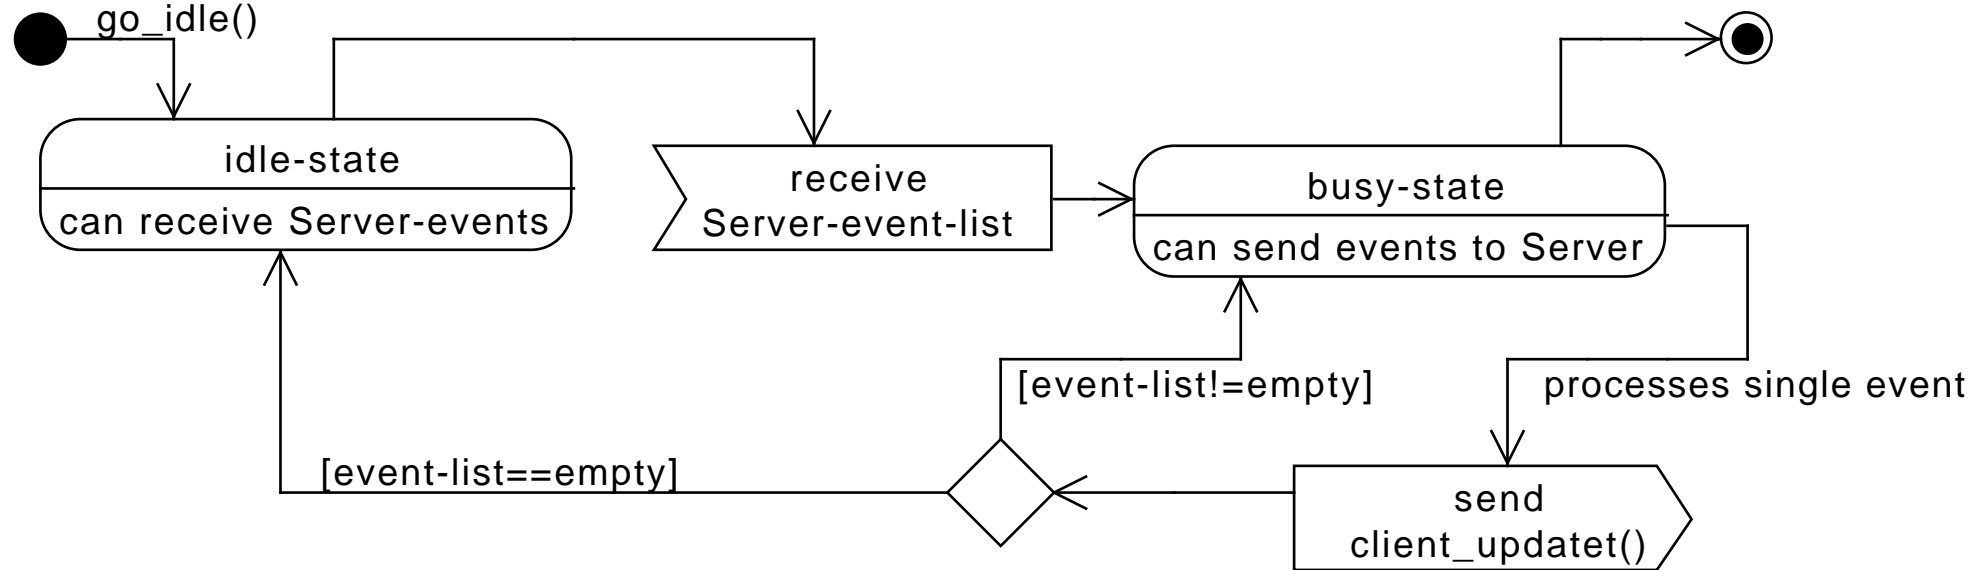 go_idle()
idle-state
can receive Server-events
receive
Server-event-list
busy-state
can send events to Server
[event-list!=empty]
processes single event
[event-list==empty]
send
client_updatet()